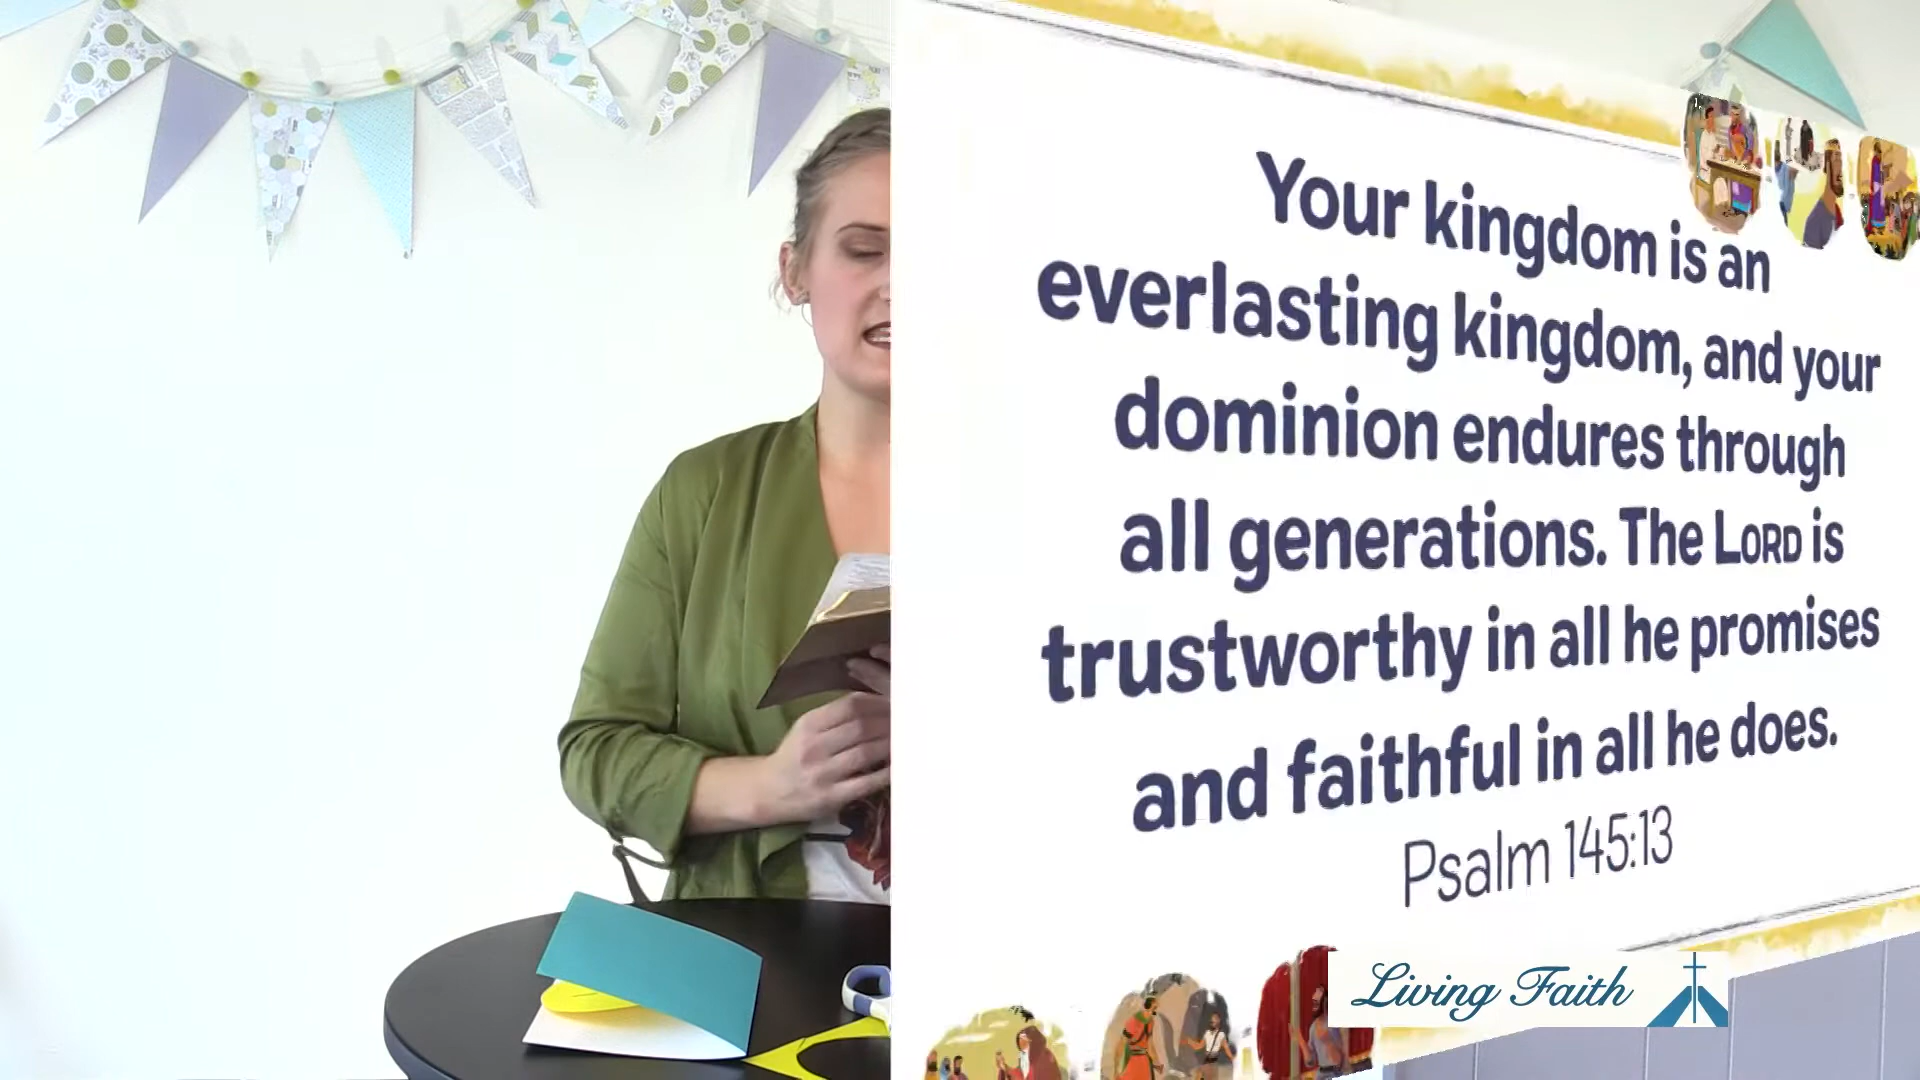 Your kingdom is an
everlasting kingdom, and your
dominion endures through
all generations. The LORD is
trustworthy in all he promises
and faithful in all he does.
Psalm 145:13
Living Faith